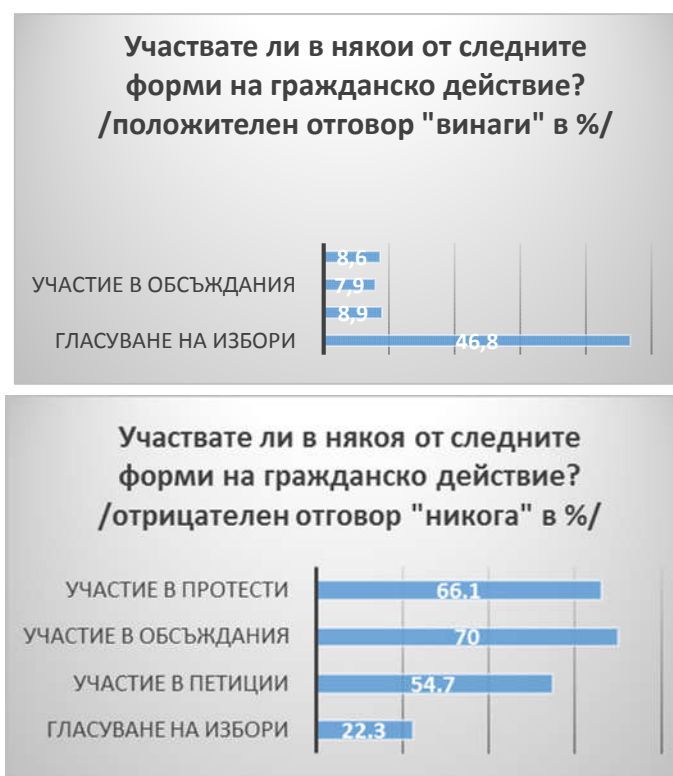 Участвате ли в някои от следните
форми на гражданско действие?
/положителен отговор "винаги" в %/
8,6
УЧАСТИЕ В ОБСЪЖДАНИЯ 7,9
8,9
ГЛАСУВАНЕ НА ИЗБОРИ 46,8
Участвате ли в някоя от следните
форми на гражданско действие?
/отрицателен отговор "никога" в %/
УЧАСТИЕ В ПРОТЕСТИ 66.1
УЧАСТИЕ В ОБСЪЖДАНИЯ 70
УЧАСТИЕ В ПЕТИЦИИ 54.7
ГЛАСУВАНЕ НА ИЗБОРИ 22.3